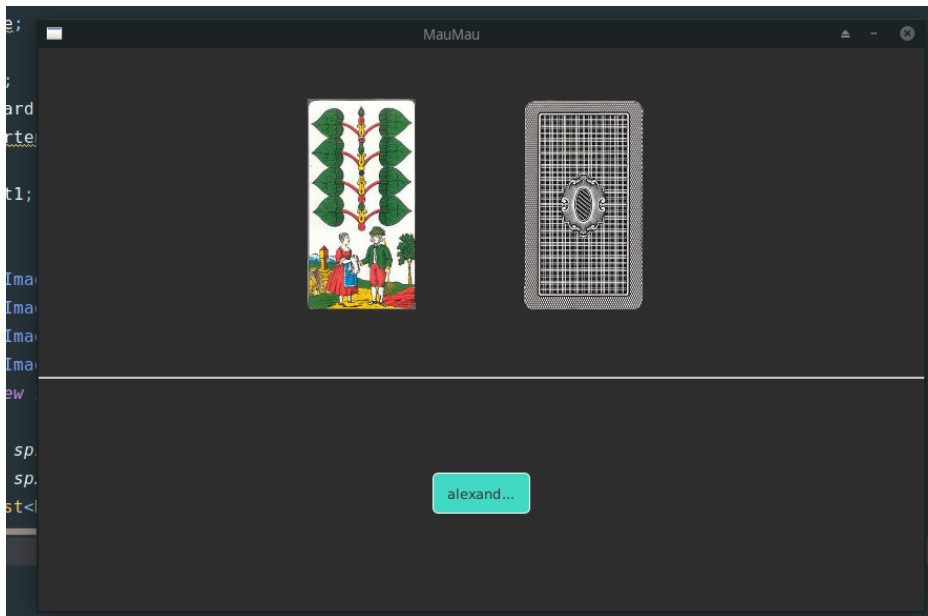 MauMau
e;
;
ard
rte
t1;
Ima
Ima
Ima
Ima
ew
sp
sp.
st<
alexand...